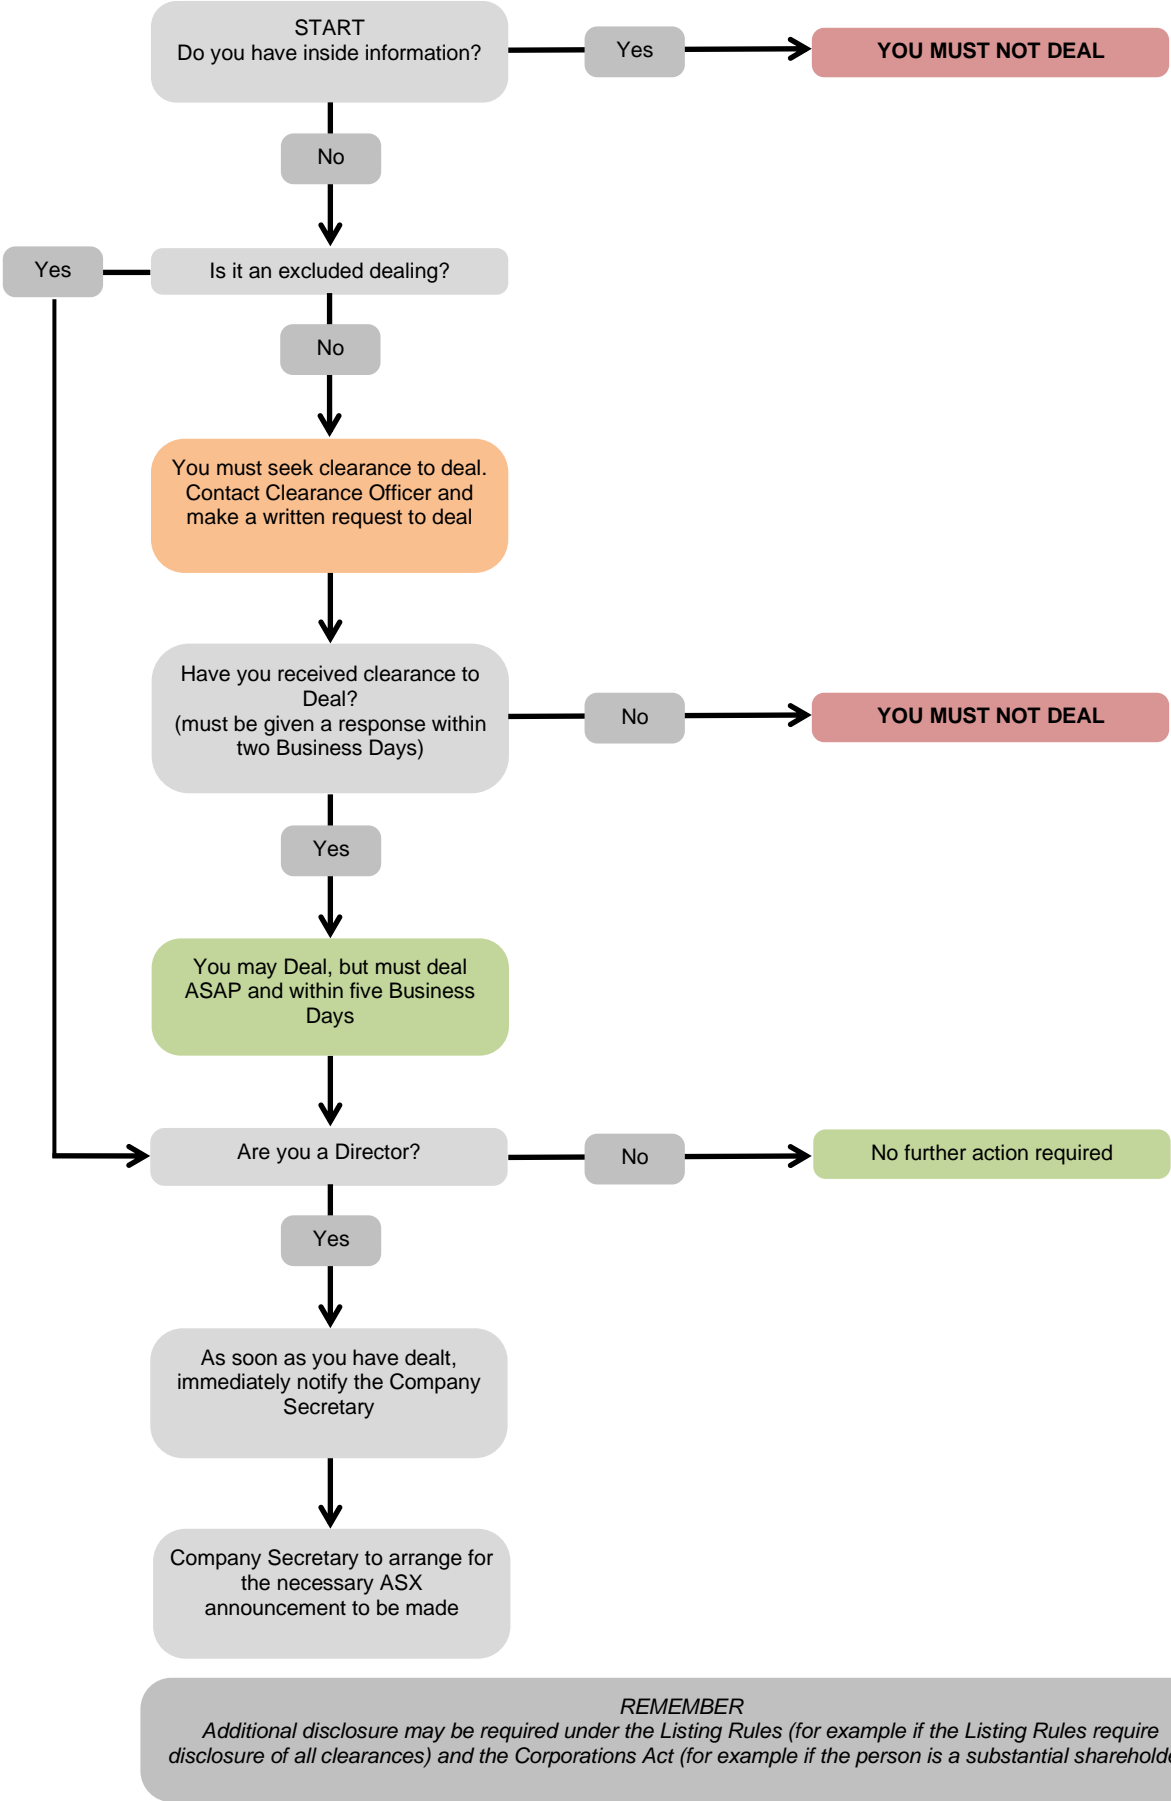 START
Do you have inside information?
Yes
YOU MUST NOT DEAL
No
Yes
Is it an excluded dealing?
No
You must seek clearance to deal.
Contact Clearance Officer and
make a written request to deal
Have you received clearance to
Deal?
(must be given a response within
two Business Days)
No
YOU MUST NOT DEAL
Yes
You may Deal, but must deal
ASAP and within five Business
Days
Are you a Director?
No
No further action required
Yes
As soon as you have dealt,
immediately notify the Company
Secretary
Company Secretary to arrange for
the necessary ASX
announcement to be made
REMEMBER
Additional disclosure may be required under the Listing Rules (for example if the Listing Rules require
disclosure of all clearances) and the Corporations Act (for example if the person is a substantial